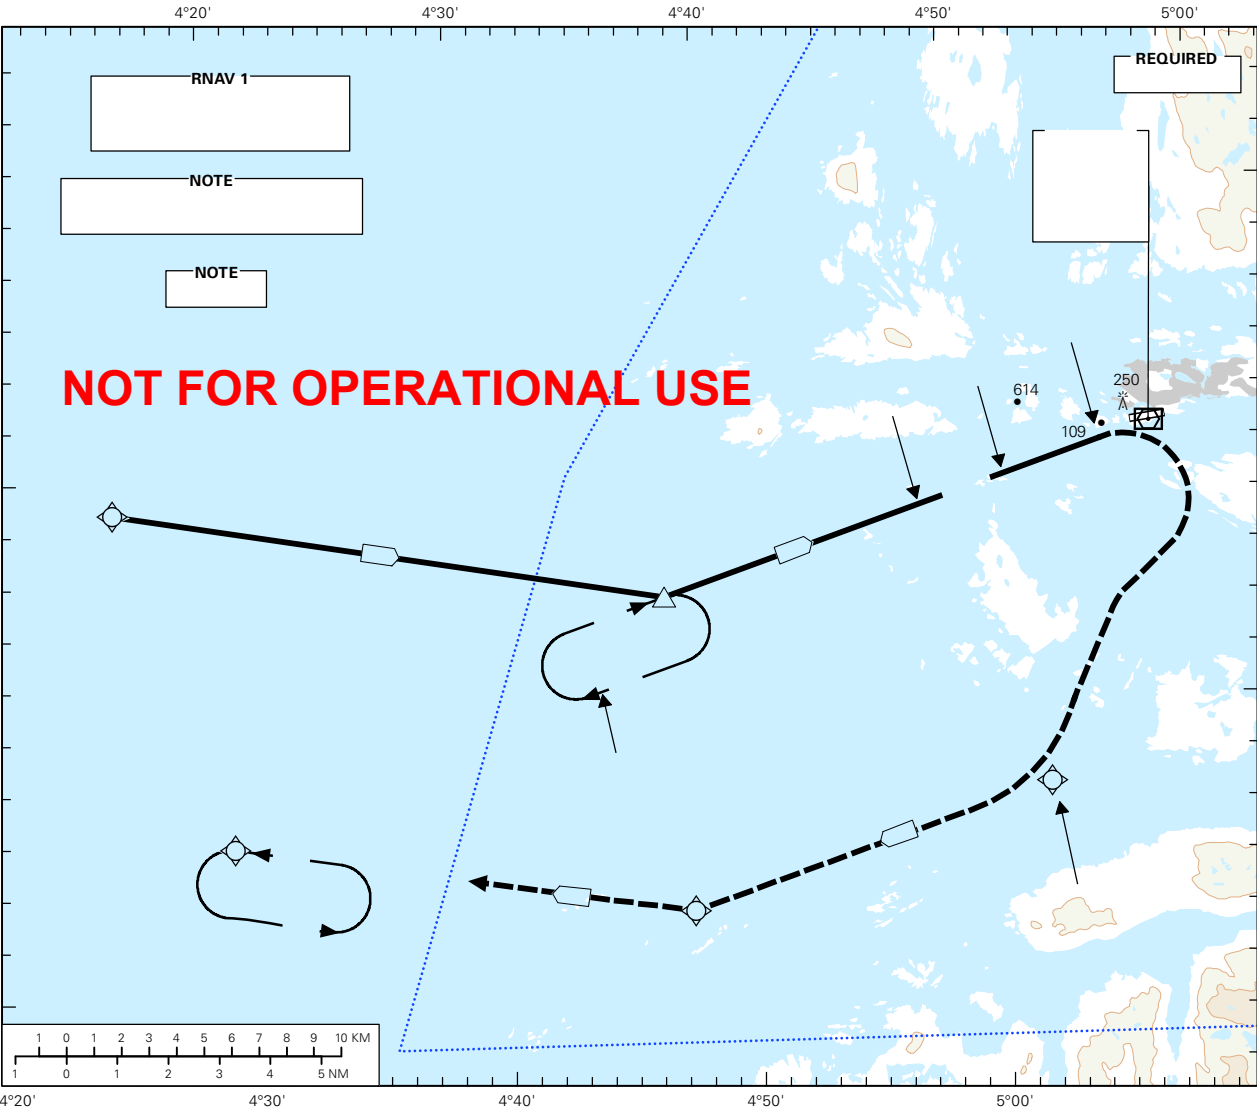 4°20' 4°30' 4°40' 4°50' 5°00'
RNAV 1
REQUIRED
NOTE
NOTE
NOT FOR OPERATIONAL USE
250
614
109
1 0 1 2 3 4 5 6 7 8 9 10 KM
1 0 1 2 3 4 5 NM
4°20' 4°30' 4°40' 4°50' 5°00'